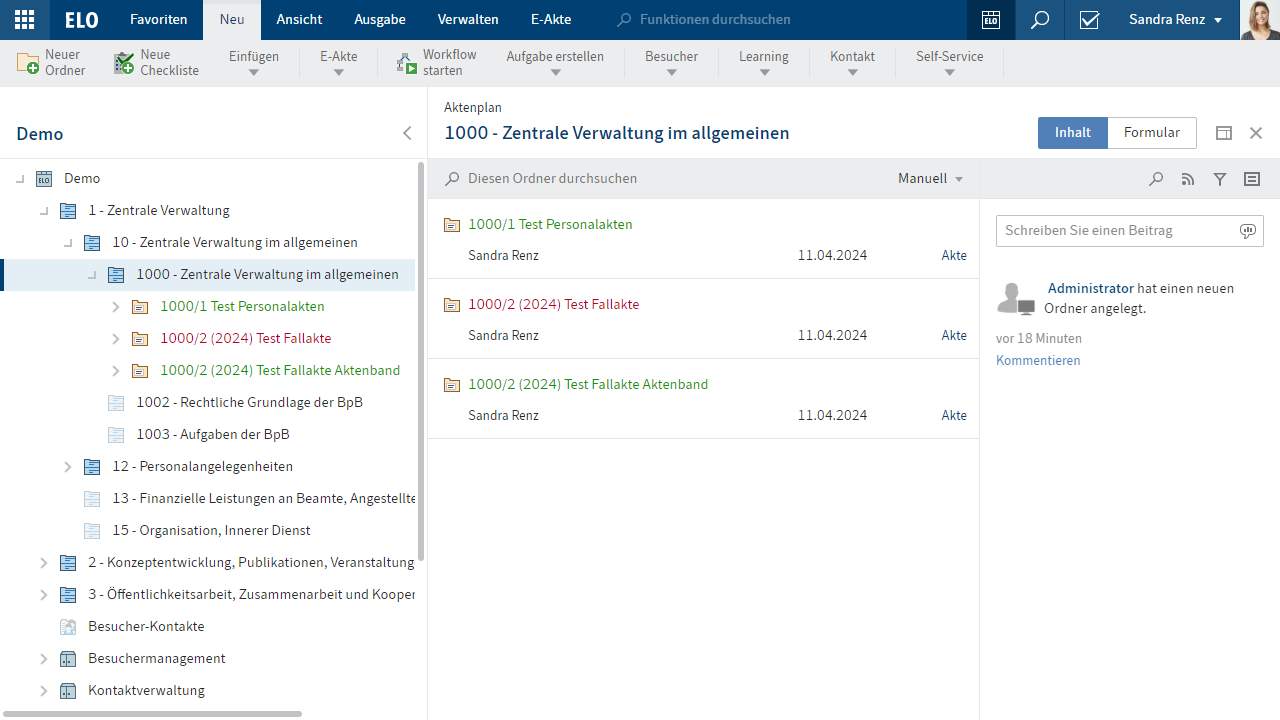 ELO Favoriten Neu Ansicht Ausgabe Verwalten E-Akte Funktionen durchsuchen ELO Sandra Renz
Neuer Ordner
Neue Checkliste
Einfügen
E-Akte
Workflow starten
Aufgabe erstellen
Besucher
Learning
Kontakt
Self-Service
Demo
Aktenplan
1000 - Zentrale Verwaltung im allgemeinen
Inhalt Formular
ELO Demo
1 - Zentrale Verwaltung
10 - Zentrale Verwaltung im allgemeinen
1000 - Zentrale Verwaltung im allgemeinen
1000/1 Test Personalakten
1000/2 (2024) Test Fallakte
1000/2 (2024) Test Fallakte Aktenband
1002 - Rechtliche Grundlage der BpB
1003 - Aufgaben der BpB
12 - Personalangelegenheiten
13 - Finanzielle Leistungen an Beamte, Angestellte
15 - Organisation, Innerer Dienst
2 - Konzeptentwicklung, Publikationen, Veranstaltung
3 - Öffentlichkeitsarbeit, Zusammenarbeit und Kooper
Besucher-Kontakte
Besuchermanagement
Kontaktverwaltung
Diesen Ordner durchsuchen Manuell
1000/1 Test Personalakten
Sandra Renz 11.04.2024 Akte
1000/2 (2024) Test Fallakte
Sandra Renz 11.04.2024 Akte
1000/2 (2024) Test Fallakte Aktenband
Sandra Renz 11.04.2024 Akte
Schreiben Sie einen Beitrag
Administrator hat einen neuen
Ordner angelegt.
vor 18 Minuten
Kommentieren